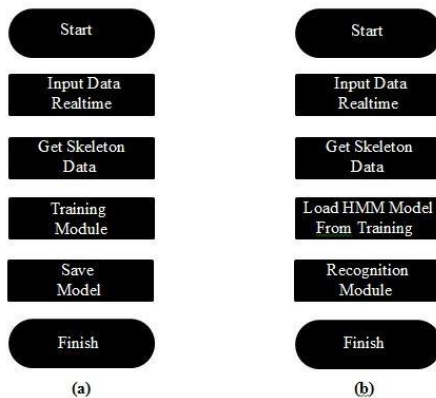 Start
Input Data
Realtime
Get Skeleton
Data
Training
Module
Save
Model
Finish
(a)
Start
Input Data
Realtime
Get Skeleton
Data
Load HMM Model
From Training
Recognition
Module
Finish
(b)